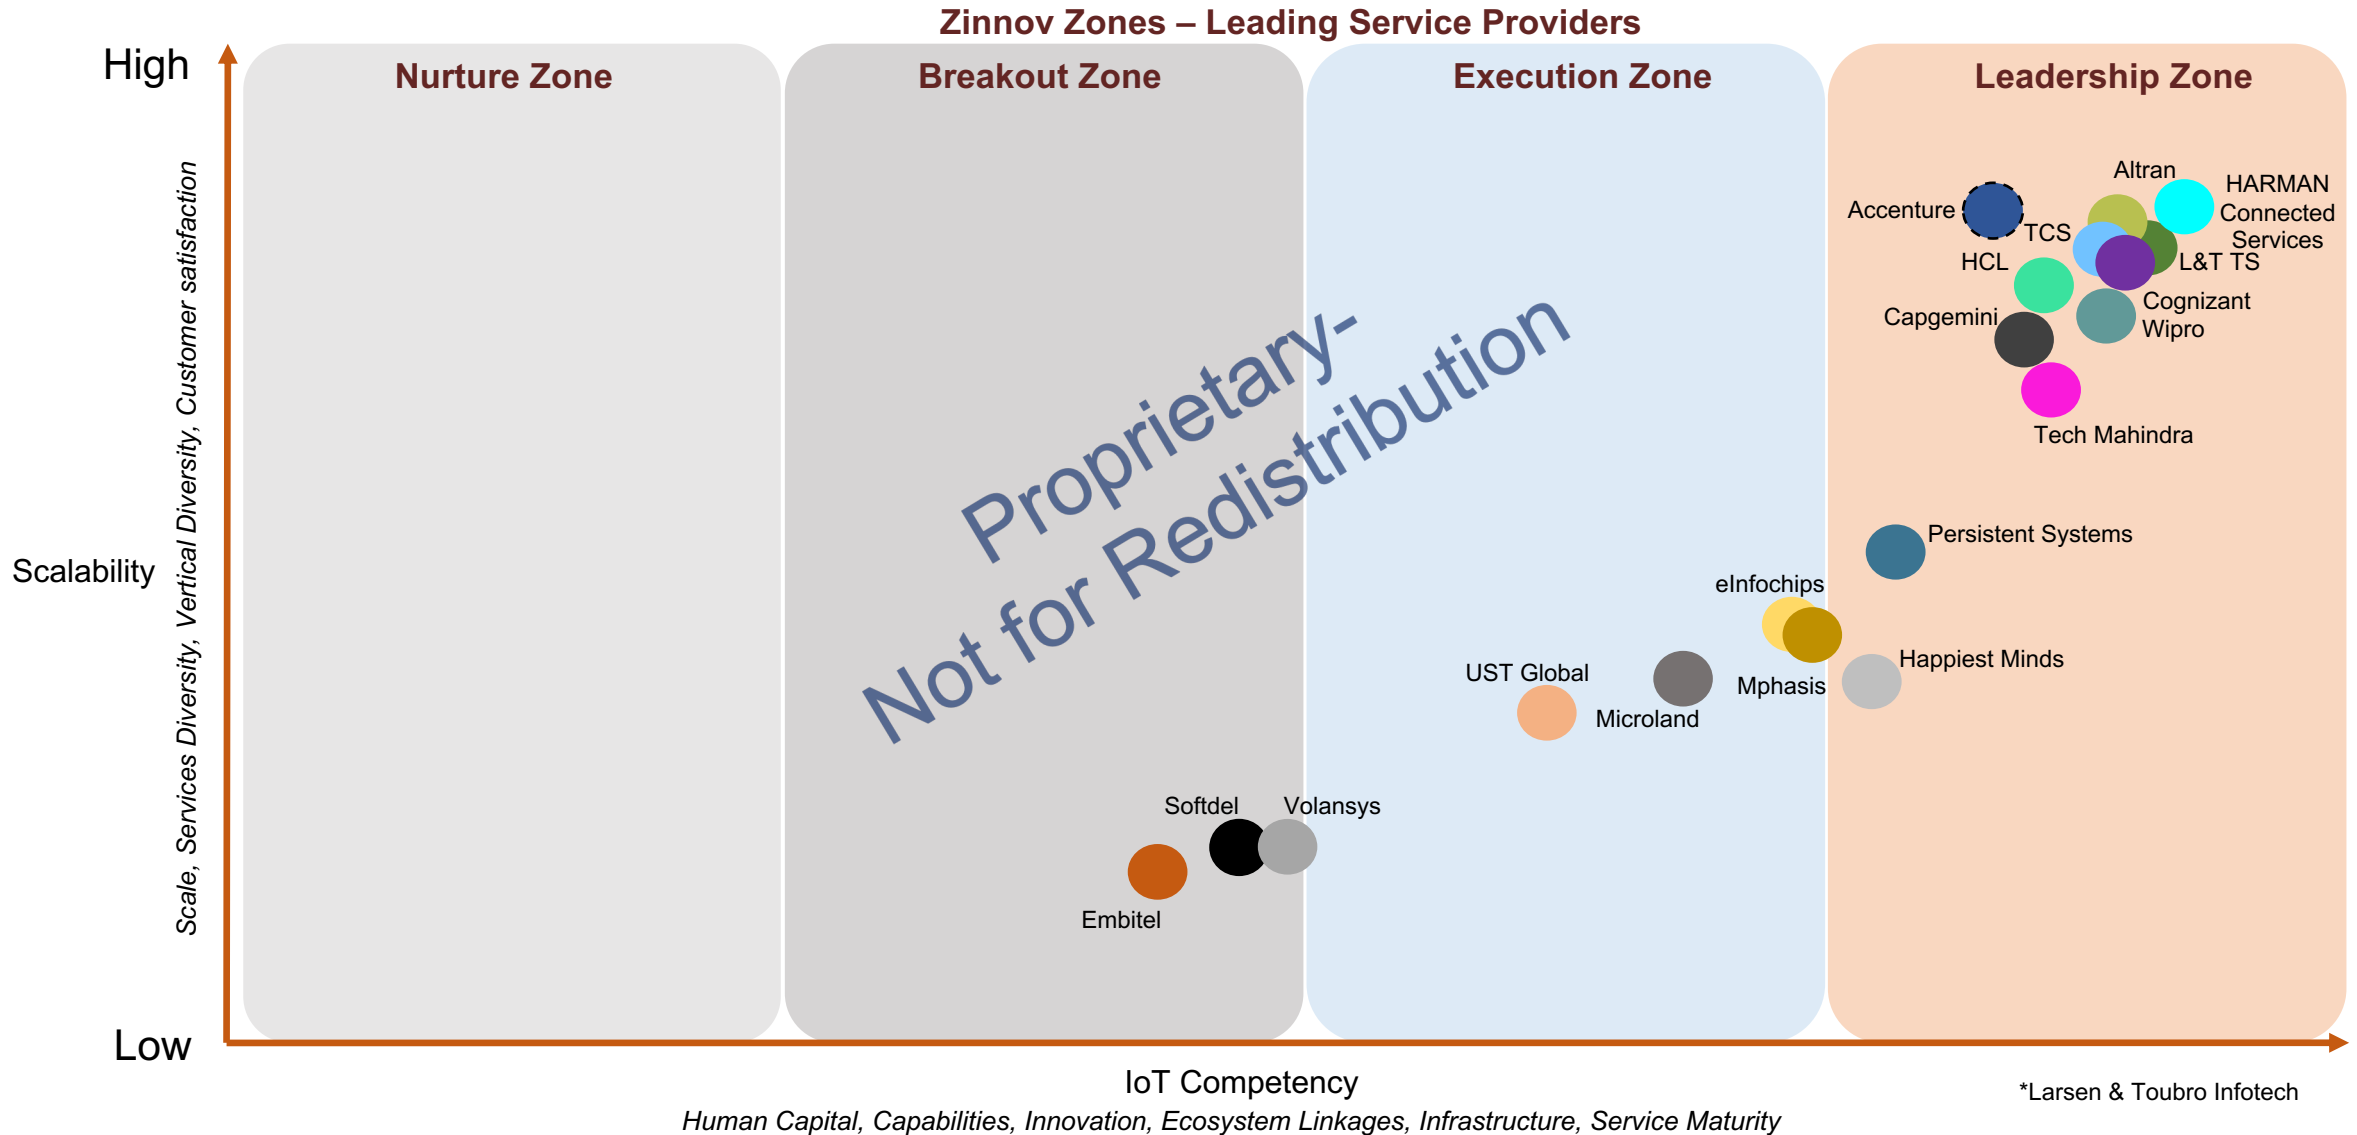 Zinnov Zones – Leading Service Providers
High
Nurture Zone
Breakout Zone
Execution Zone
Leadership Zone
Altran
HARMAN
Connected
Services
Accenture
TCS
HCL
L&T TS
Cognizant
Wipro
Capgemini
Tech Mahindra
Proprietary-
Not for Redistribution
Persistent Systems
Scalability
Scale, Services Diversity, Vertical Diversity, Customer satisfaction
eInfochips
Happiest Minds
UST Global
Mphasis
Microland
Softdel
Volansys
Embitel
Low
IoT Competency
*Larsen & Toubro Infotech
Human Capital, Capabilities, Innovation, Ecosystem Linkages, Infrastructure, Service Maturity